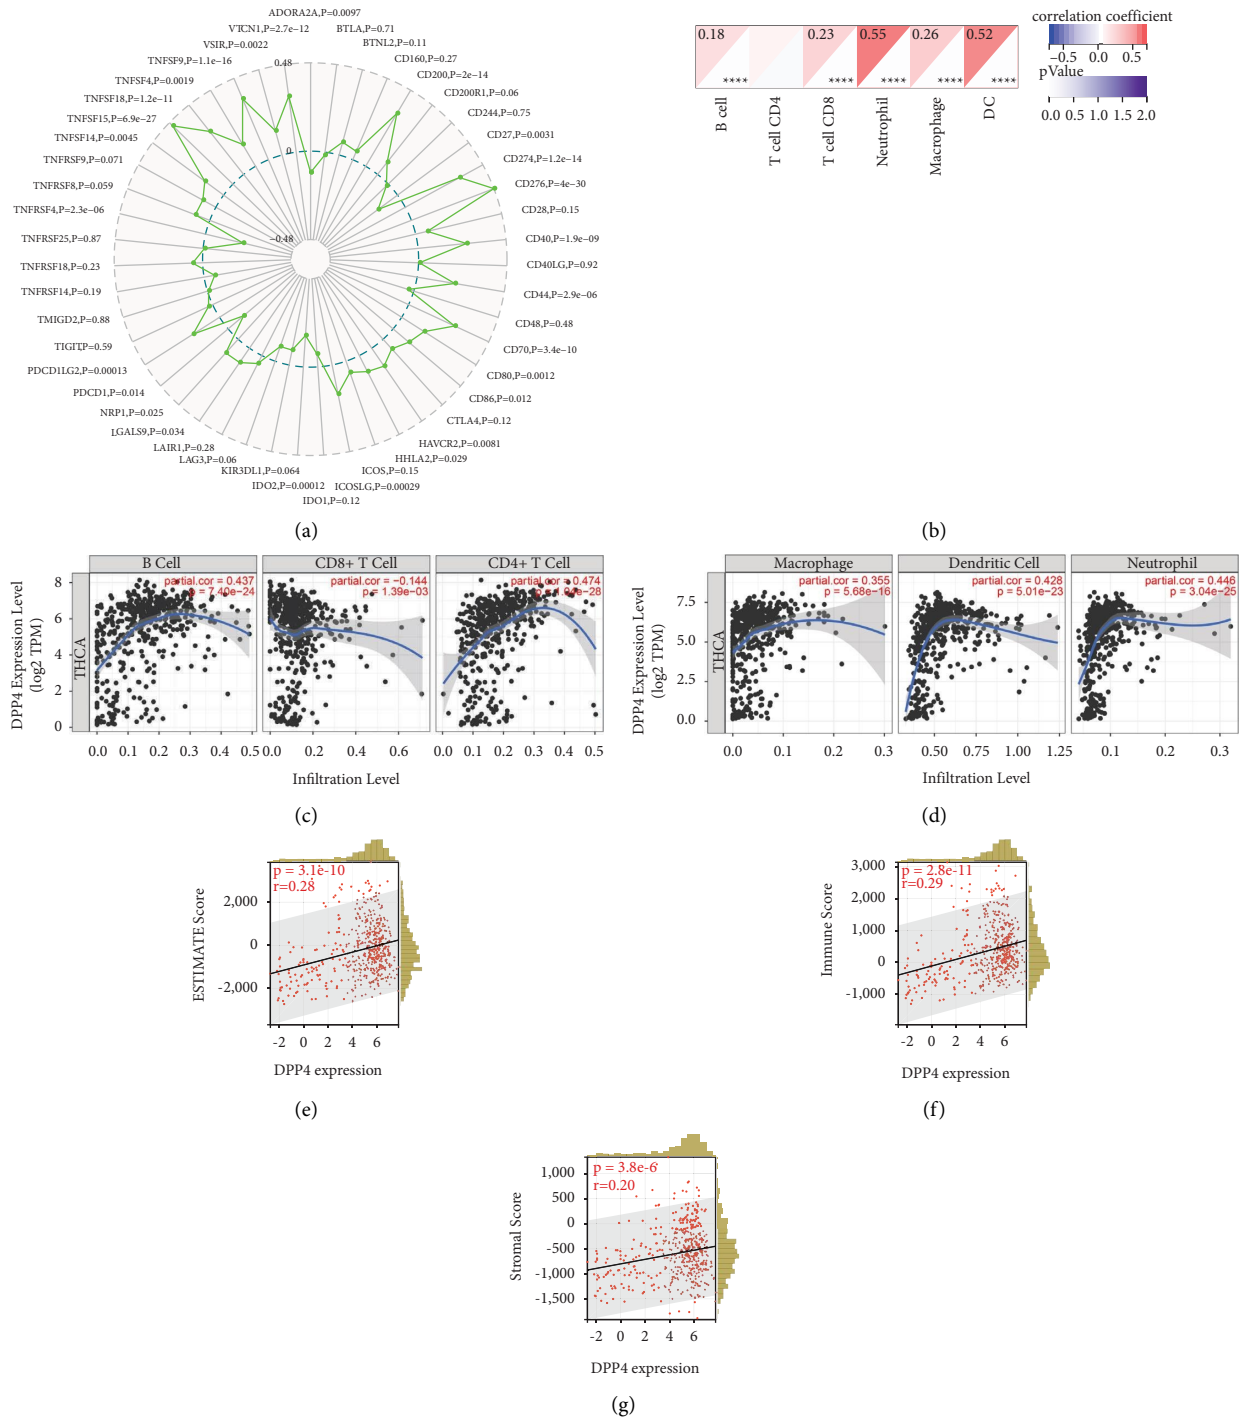 ADORA2A,P=0.0097
VTCN1,P=2.7e−12
BTLA,P=0.71
VSIR,P=0.0022
BTNL2,P=0.11
TNFSF9,P=1.1e−16
CD160,P=0.27
0.48
TNFSF4,P=0.0019
CD200,P=2e−14
TNFSF18,P=1.2e−11
CD200R1,P=0.06
TNFSF15,P=6.9e−27
CD244,P=0.75
TNFSF14,P=0.0045
CD27,P=0.0031
0
TNFRSF9,P=0.071
CD274,P=1.2e−14
TNFRSF8,P=0.059
CD276,P=4e−30
TNFRSF4,P=2.3e−06
CD28,P=0.15
TNFRSF25,P=0.87
−0.48
CD40,P=1.9e−09
TNFRSF18,P=0.23
CD40LG,P=0.92
TNFRSF14,P=0.19
CD44,P=2.9e−06
TMIGD2,P=0.88
CD48,P=0.48
TIGIT,P=0.59
CD70,P=3.4e−10
PDCD1LG2,P=0.00013
CD80,P=0.0012
PDCD1,P=0.014
CD86,P=0.012
NRP1,P=0.025
CTLA4,P=0.12
LGALS9,P=0.034
HAVCR2,P=0.0081
LAIR1,P=0.28
HHLA2,P=0.029
LAG3,P=0.06
KIR3DL1,P=0.064
ICOS,P=0.15
IDO2,P=0.00012
ICOSLG,P=0.00029
IDO1,P=0.12
(a)
0.18
0.23
0.55
0.26
0.52
**** **** **** **** ****
B cell
T cell CD4
T cell CD8
Neutrophil
Macrophage
DC
correlation coefficient
−0.5 0.0 0.5
pValue
0.0 0.5 1.0 1.5 2.0
(b)
B Cell
CD8+ T Cell
CD4+ T Cell
partial.cor = 0.437
p = 7.40e−24
partial.cor = −0.144
p = 1.39e−03
partial.cor = 0.474
DPP4 Expression Level
(log2 TPM)
THCA
8
6
4
2
0
0.0 0.1 0.2 0.3 0.4 0.5
0.0 0.2 0.4 0.6
0.0 0.1 0.2 0.3 0.4 0.5
Infiltration Level
(c)
Macrophage
Dendritic Cell
Neutrophil
partial.cor = 0.355
p = 5.68e−16
partial.cor = 0.428
p = 5.01e−23
partial.cor = 0.446
p = 3.04e−25
DPP4 Expression Level
(log2 TPM)
THCA
7.5
5.0
2.5
0.0
0.0 0.1 0.2 0.3
0.50 0.75 1.00 1.25
0.1 0.2 0.3
Infiltration Level
(d)
p = 3.1e-10
r=0.28
ESTIMATE Score
2,000
0
-2,000
-2 0 2 4 6
DPP4 expression
(e)
p = 2.8e-11
r=0.29
Immune Score
3,000
2,000
1,000
0
-1,000
-2 0 2 4 6
DPP4 expression
(f)
p = 3.8e-6
r=0.20
Stromal Score
1,000
500
0
-500
-1,000
-1,500
-2 0 2 4 6
DPP4 expression
(g)